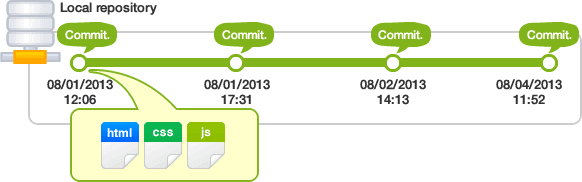 Local repository
Commit. Commit. Commit. Commit.
08/01/2013 08/01/2013 08/02/2013 08/04/2013
12:06 17:31 14:13 11:52
html css js